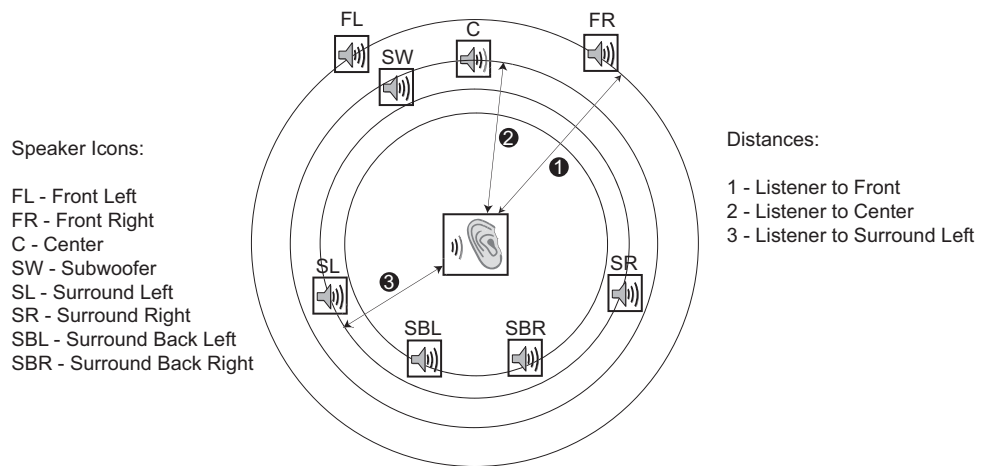 FL
FR
C
SW
2
1
3
SL
SR
SBL
SBR
Speaker Icons:
FL - Front Left
FR - Front Right
C - Center
SW - Subwoofer
SL - Surround Left
SR - Surround Right
SBL - Surround Back Left
SBR - Surround Back Right
Distances:
1 - Listener to Front
2 - Listener to Center
3 - Listener to Surround Left